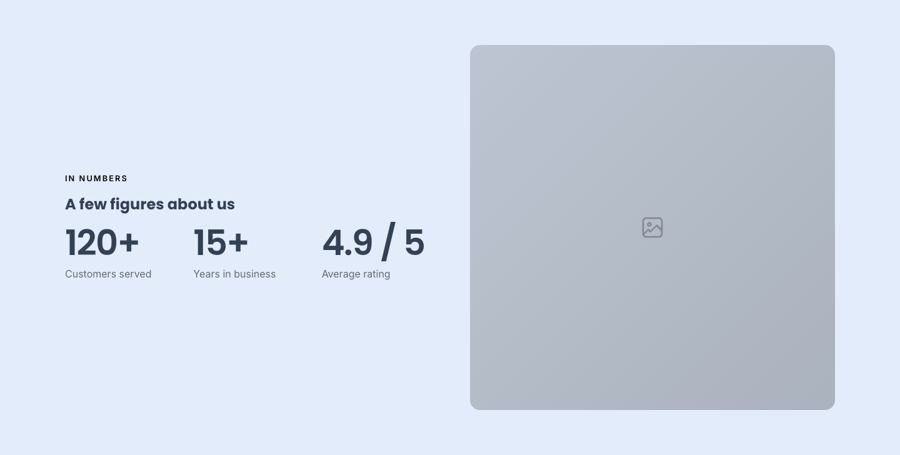 IN NUMBERS
A few figures about us
120+ 15+ 4.9 / 5
Customers served Years in business Average rating